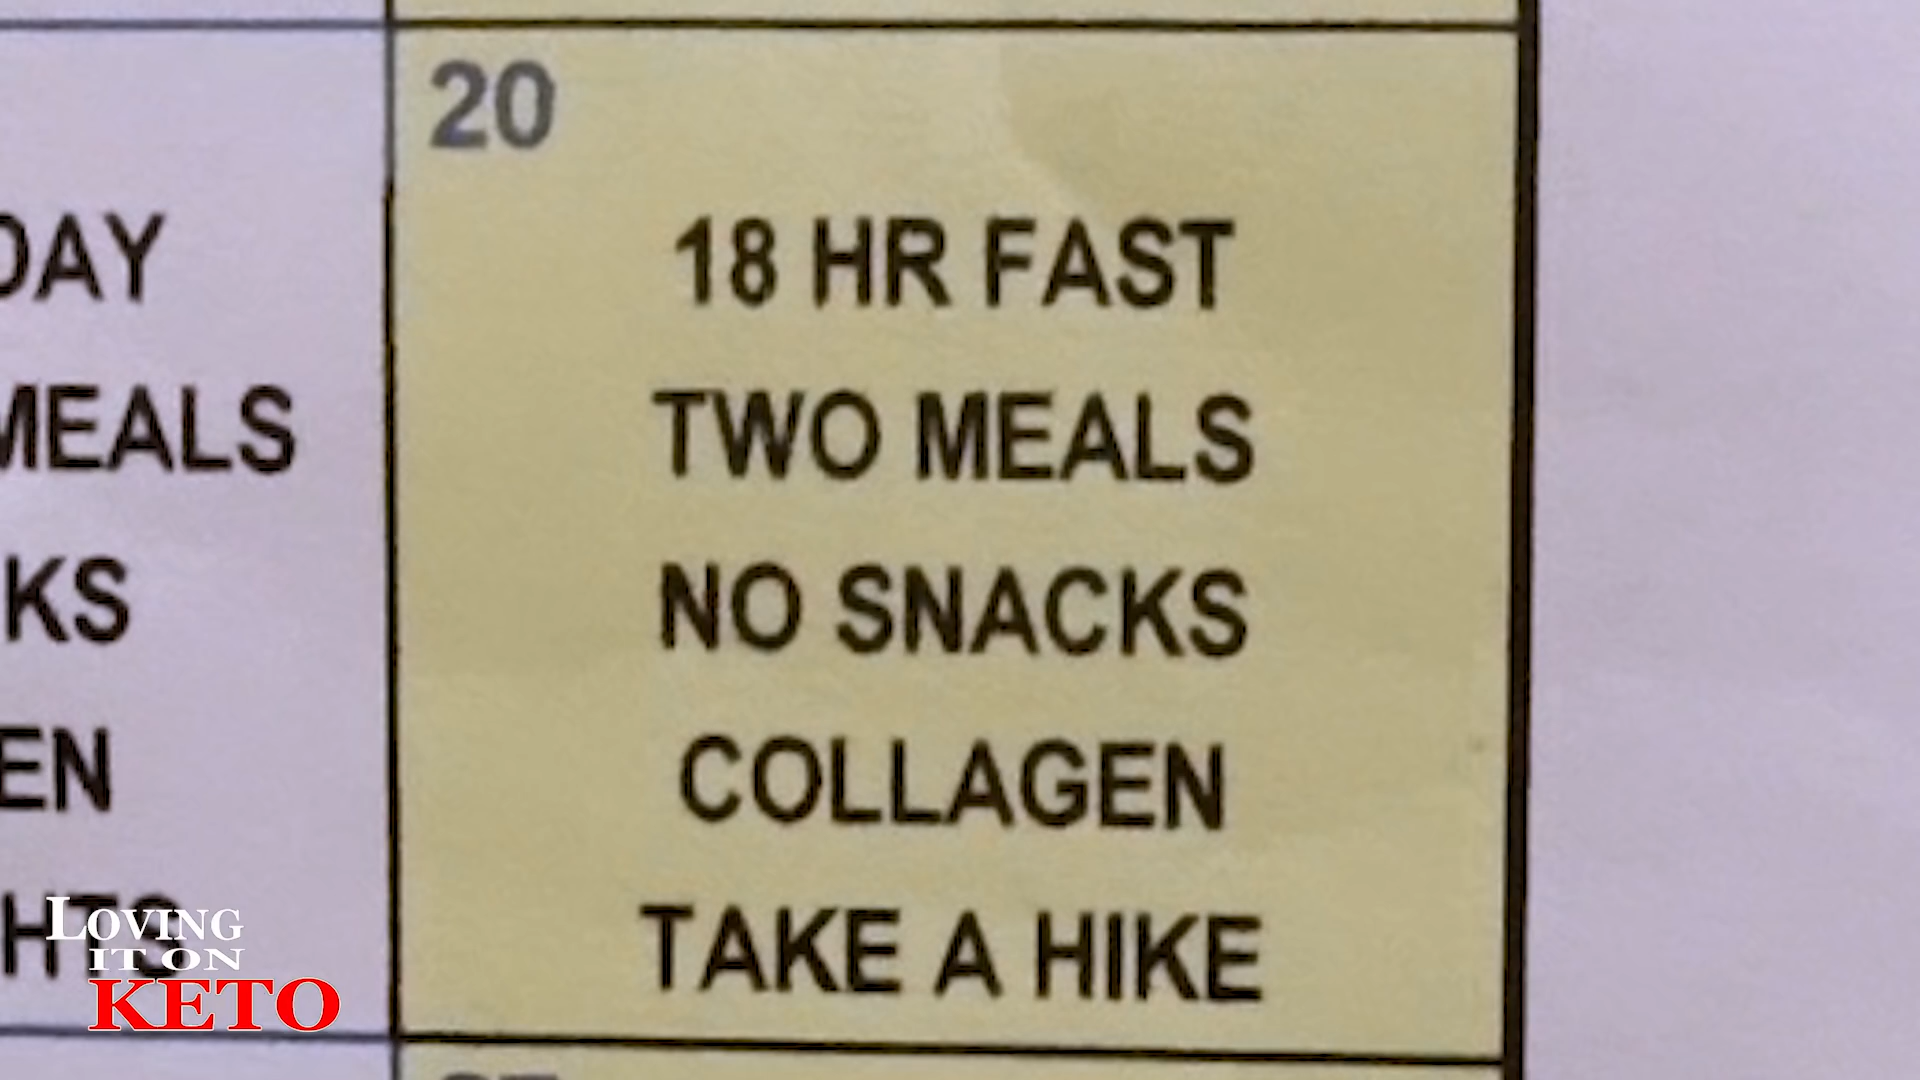 20
DAY
MEALS
KS
EN
HTS
18 HR FAST
TWO MEALS
NO SNACKS
COLLAGEN
TAKE A HIKE
LOVING
IT ON
KETO